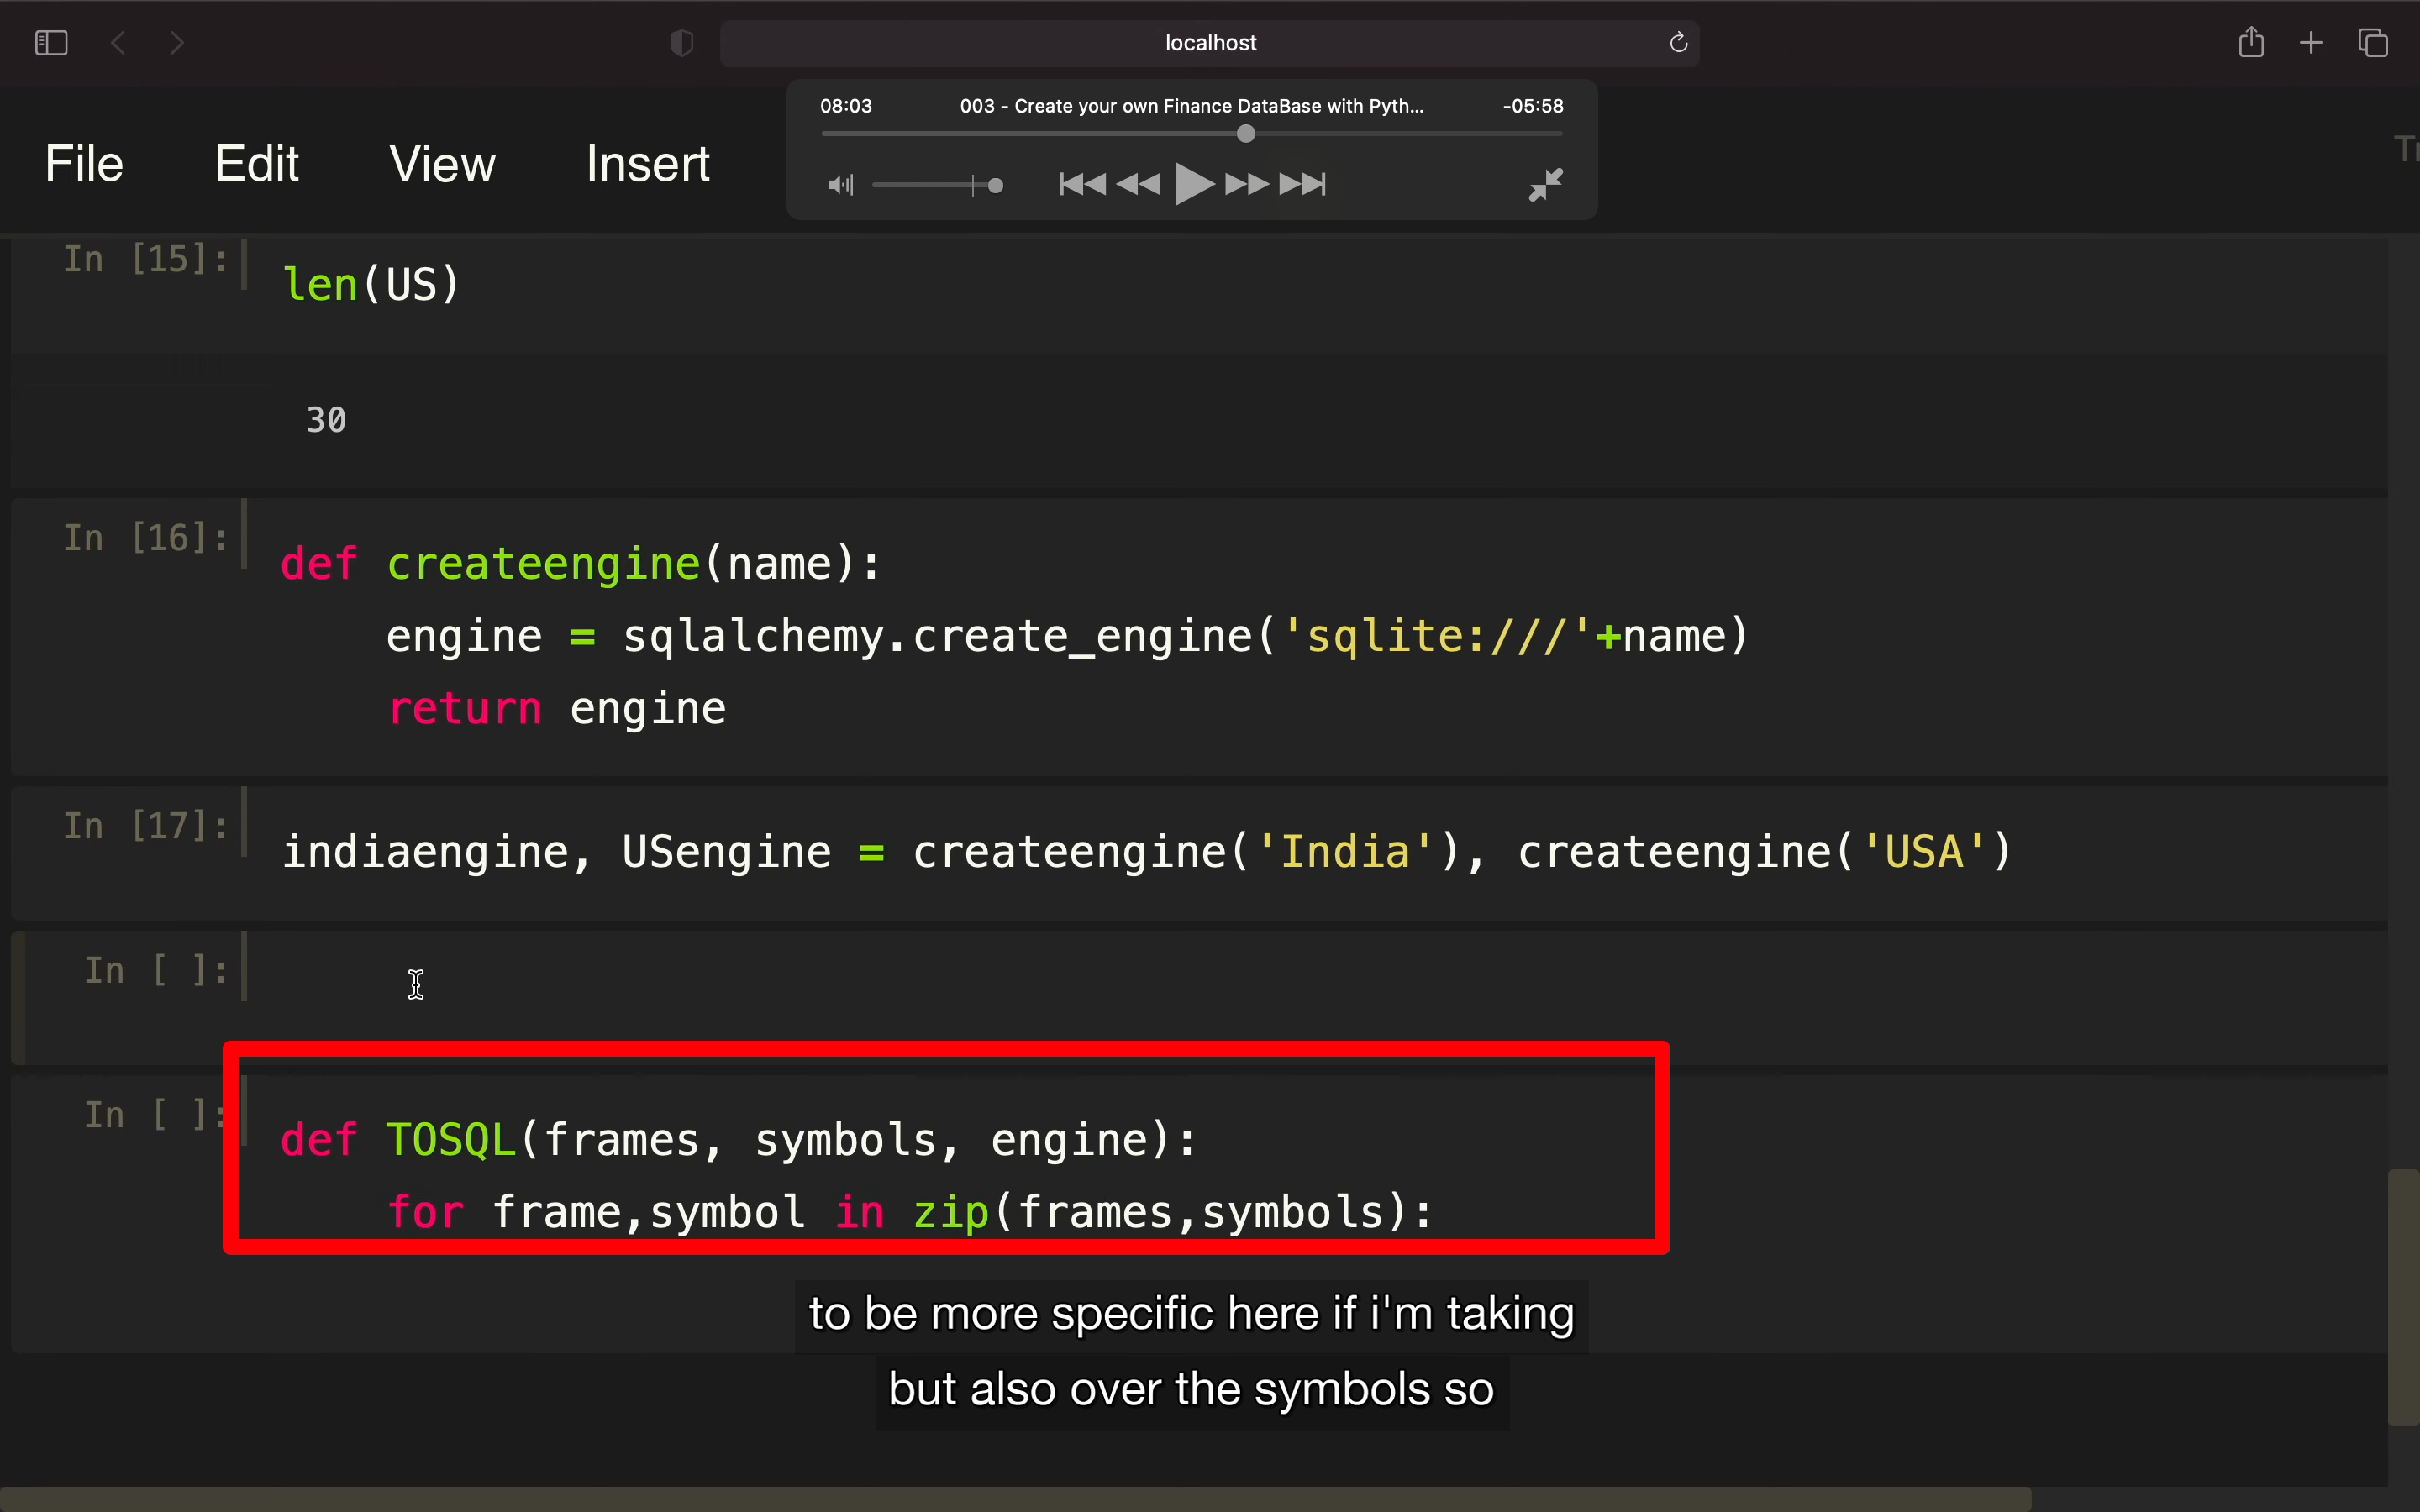 localhost
08:03 003 - Create your own Finance DataBase with Pyth... -05:58
File Edit View Insert
In [15]: len(US)
30
In [16]: def createengine(name):
engine = sqlalchemy.create_engine('sqlite:///'+name)
return engine
In [17]: indiaengine, USengine = createengine('India'), createengine('USA')
In [ ]:
In [ ]: def TOSQL(frames, symbols, engine):
for frame,symbol in zip(frames,symbols):
to be more specific here if i'm taking
but also over the symbols so